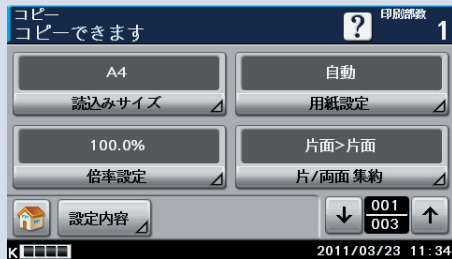 コピー
コピーできます
?
印刷部数
1
A4
読込みサイズ
自動
用紙設定
100.0%
倍率設定
片面>片面
片/両面 集約
設定内容
↓
001
003
↑
K
2011/03/23 11:34